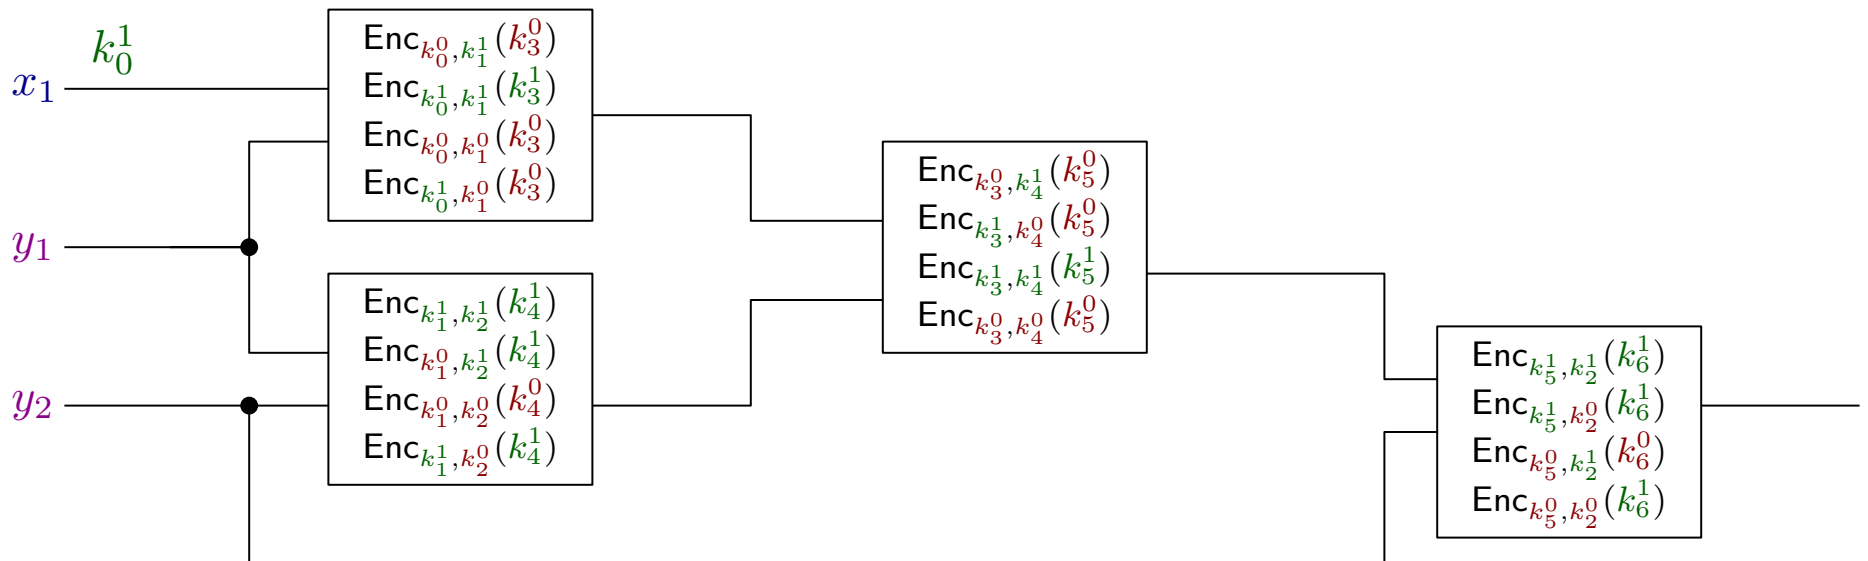 k_0^1
x_1
Enc_{k_0^0,k_1^1}(k_3^0)
Enc_{k_0^1,k_1^1}(k_3^1)
Enc_{k_0^0,k_1^0}(k_3^0)
Enc_{k_0^1,k_1^0}(k_3^0)
y_1
Enc_{k_1^1,k_2^1}(k_4^1)
Enc_{k_1^0,k_2^1}(k_4^1)
Enc_{k_1^0,k_2^0}(k_4^0)
Enc_{k_1^1,k_2^0}(k_4^1)
y_2
Enc_{k_3^0,k_4^1}(k_5^0)
Enc_{k_3^1,k_4^0}(k_5^0)
Enc_{k_3^1,k_4^1}(k_5^1)
Enc_{k_3^0,k_4^0}(k_5^0)
Enc_{k_5^1,k_2^1}(k_6^1)
Enc_{k_5^1,k_2^0}(k_6^1)
Enc_{k_5^0,k_2^1}(k_6^0)
Enc_{k_5^0,k_2^0}(k_6^1)